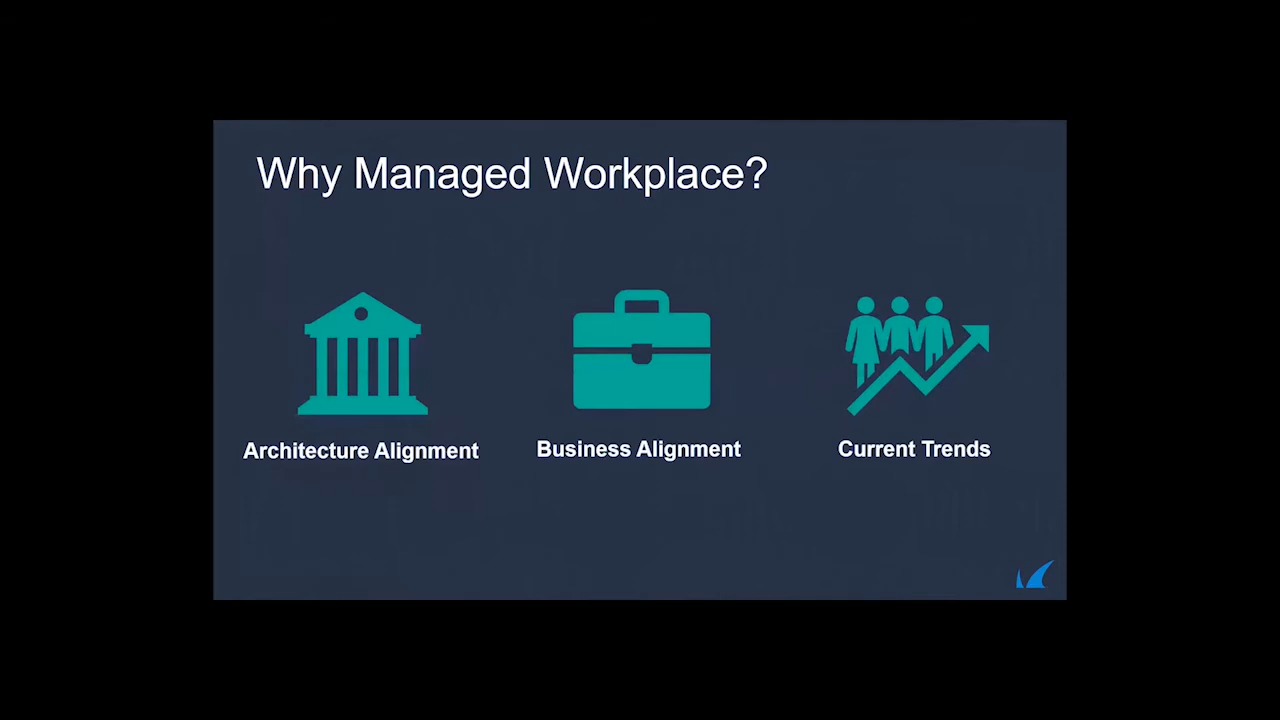 Why Managed Workplace?
Architecture Alignment
Business Alignment
Current Trends